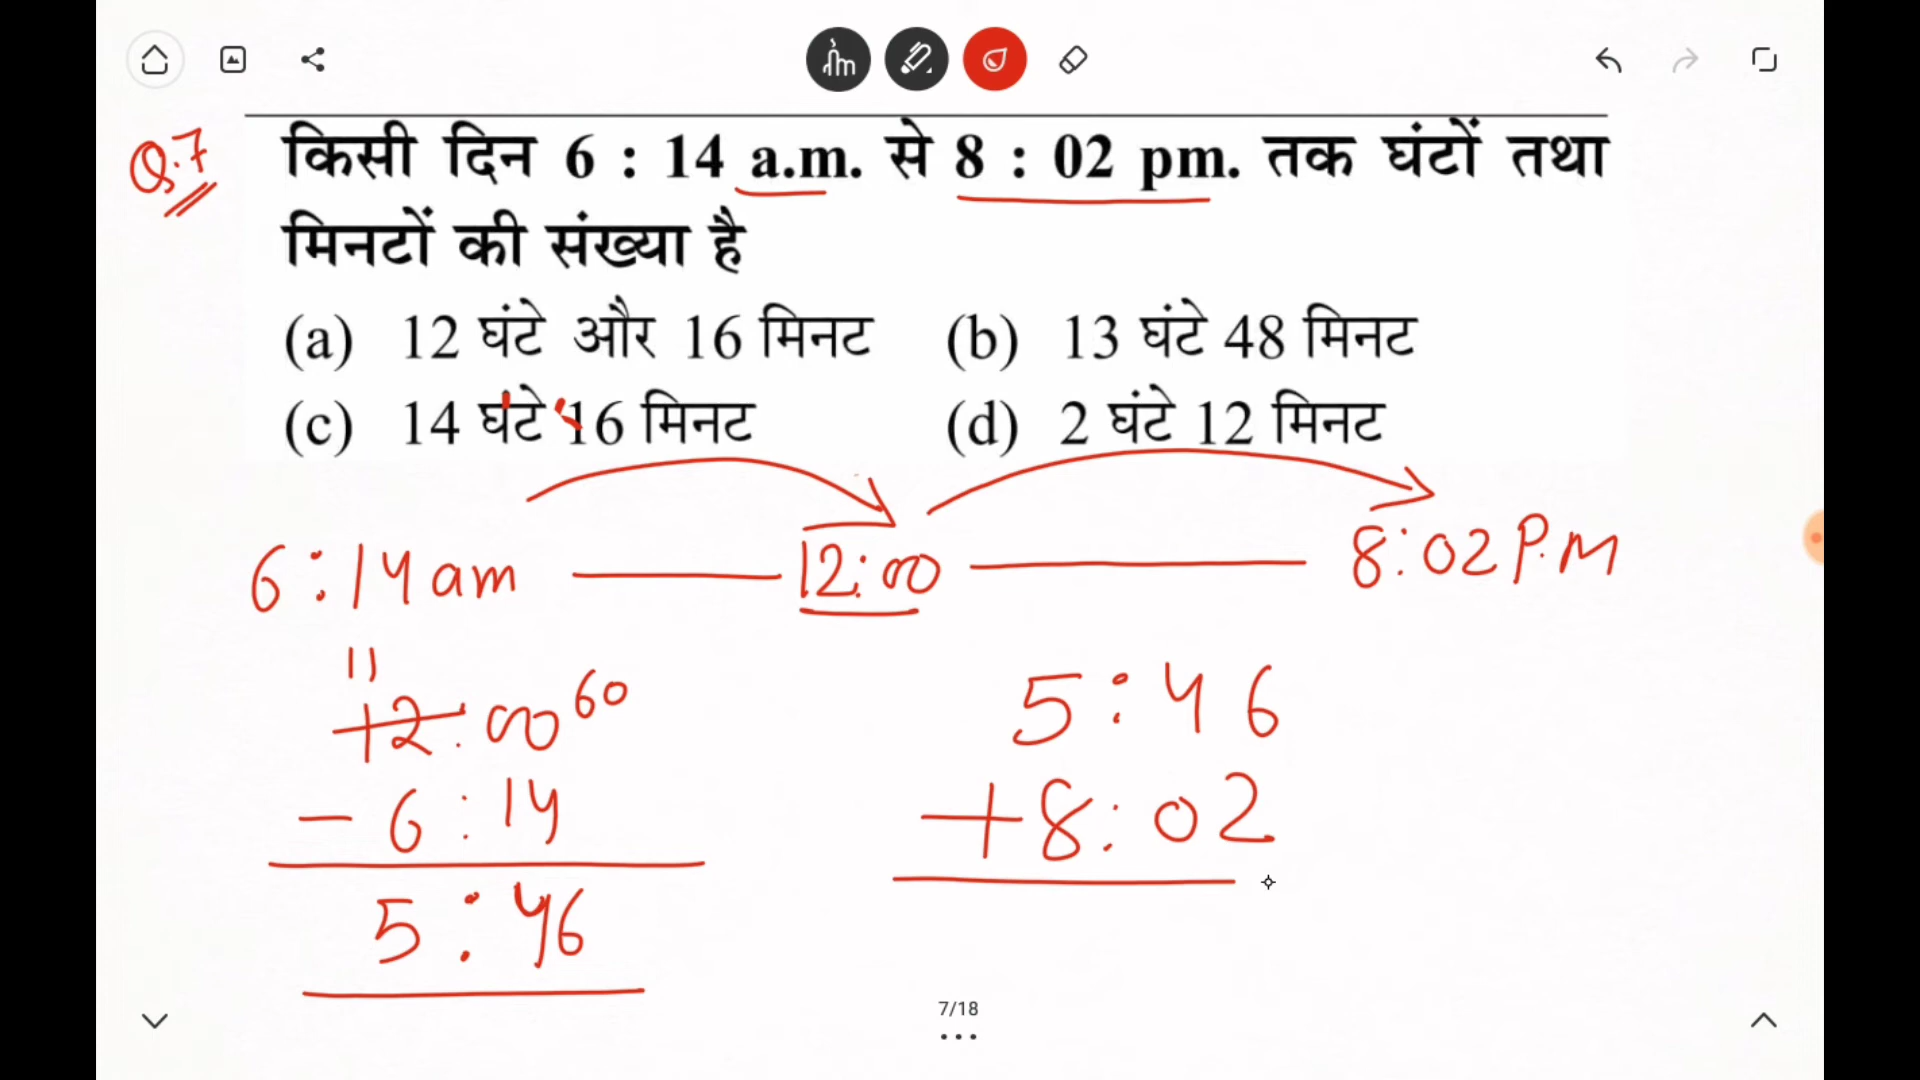 Q.7 किसी दिन 6 : 14 a.m. से 8 : 02 pm. तक घंटों तथा
मिनटों की संख्या है
(a) 12 घंटे और 16 मिनट (b) 13 घंटे 48 मिनट
(c) 14 घंटे 16 मिनट (d) 2 घंटे 12 मिनट
6:14 am 12:00 8:02 P.M
11
12:00 60
- 6:14
5:46
5:46
+8:02
7/18